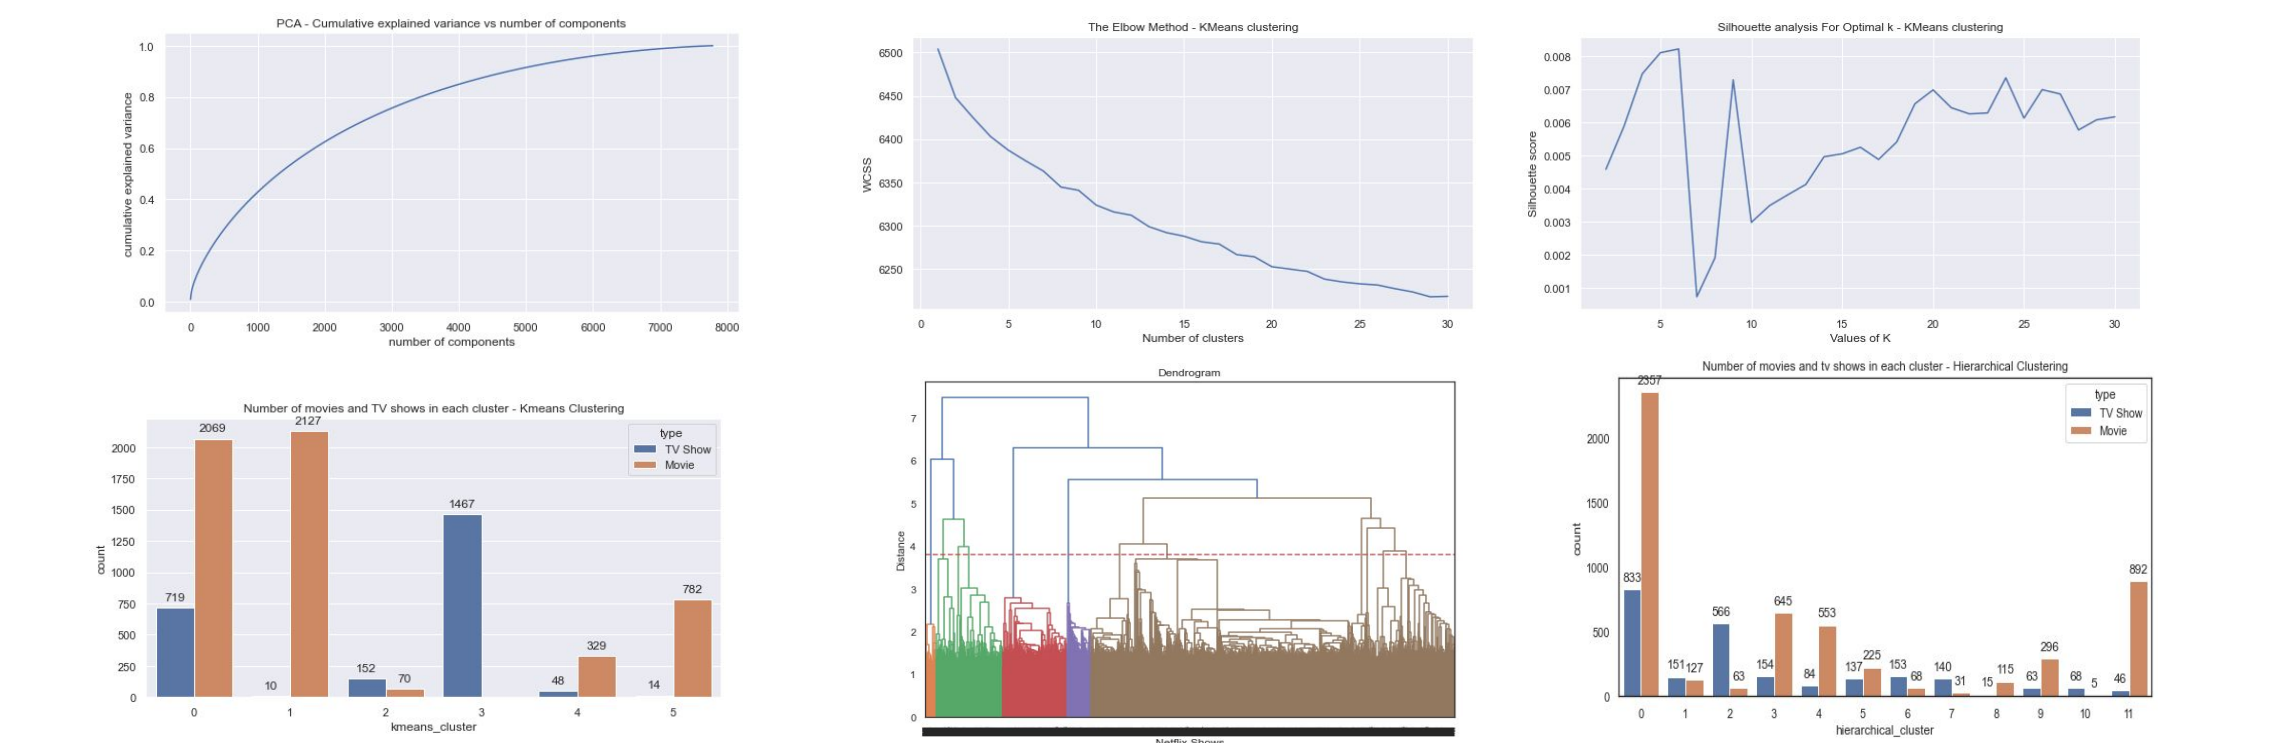 PCA - Cumulative explained variance vs number of components
cumulative explained variance
1.0
0.8
0.6
0.4
0.2
0.0
0 1000 2000 3000 4000 5000 6000 7000 8000
number of components
The Elbow Method - KMeans clustering
WCSS
6500
6450
6400
6350
6300
6250
0 5 10 15 20 25 30
Number of clusters
Silhouette analysis For Optimal k - KMeans clustering
Silhouette score
0.008
0.007
0.006
0.005
0.004
0.003
0.002
0.001
5 10 15 20 25 30
Values of K
Number of movies and TV shows in each cluster - Kmeans Clustering
count
2000
1750
1500
1250
1000
750
500
250
0
type
TV Show
Movie
719 2069 10 2127 152 70 1467 48 329 14 782
0 1 2 3 4 5
kmeans_cluster
Dendrogram
Distance
7
6
5
4
3
2
1
0
Netflix Shows
Number of movies and tv shows in each cluster - Hierarchical Clustering
count
2000
1500
1000
500
0
type
TV Show
Movie
833 2357 151 127 566 63 154 645 84 553 137 225 153 68 140 31 15 115 63 296 68 5 46 892
0 1 2 3 4 5 6 7 8 9 10 11
hierarchical_cluster